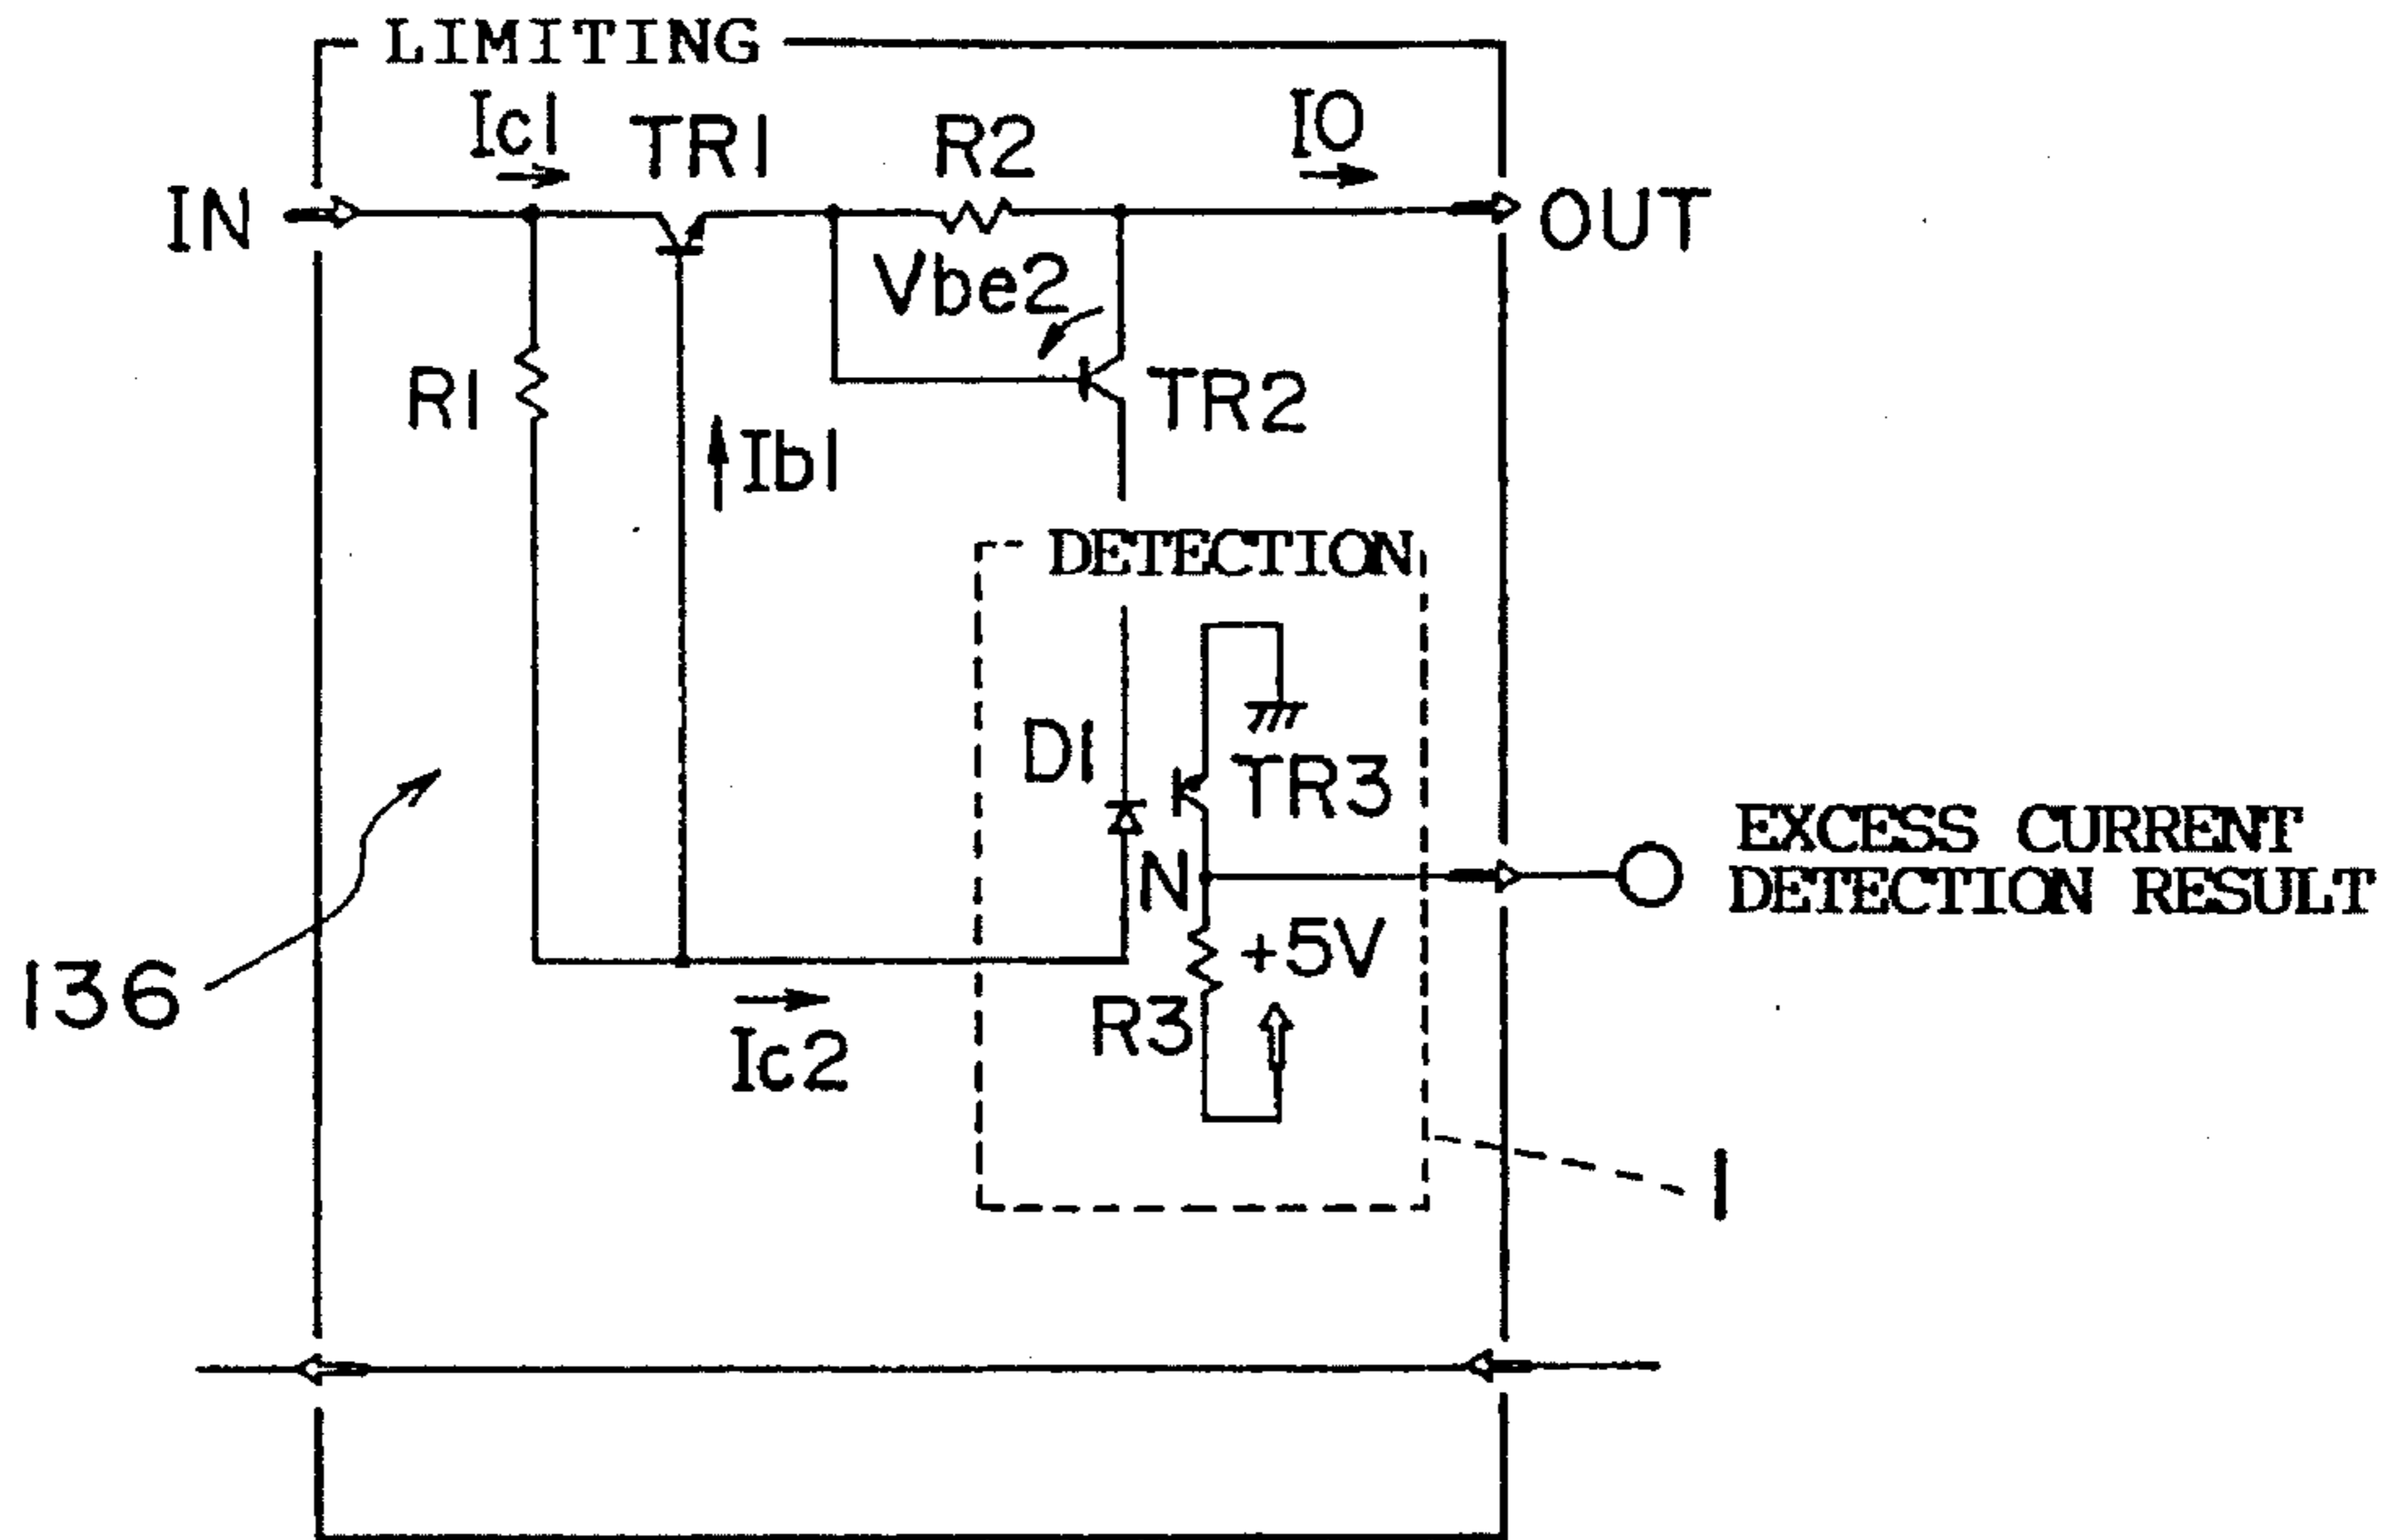 LIMITING
Ic1
TR1
R2
IO
IN
OUT
Vbe2
R1
TR2
Ib1
DETECTION
D1
TR3
N
EXCESS CURRENT
DETECTION RESULT
+5V
136
R3
Ic2
1